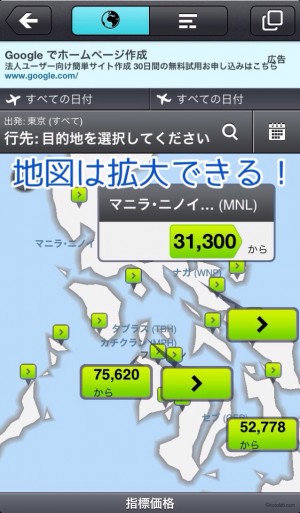 Google でホームページ作成
広告
法人ユーザー向け簡単サイト作成 30日間の無料試用お申し込みはこちら
www.google.com/
すべての日付
すべての日付
出発: 東京 (すべて)
行先: 目的地を選択してください
地図は拡大できる！
マニラ・ニノイ... (MNL)
31,300 から
マニラ・ニノイ
ナガ (WNP)
タブラス (TBH)
カチクラン (MPH)
75,620
から
52,778
から
指標価格